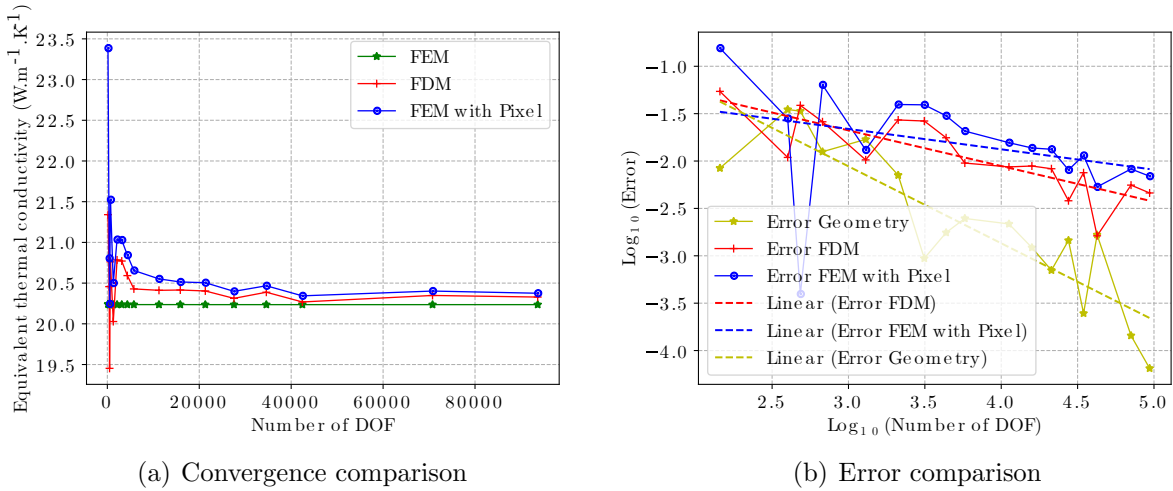 Equivalent thermal conductivity (W.m⁻¹.K⁻¹)
23.5
23.0
22.5
22.0
21.5
21.0
20.5
20.0
19.5
FEM
FDM
FEM with Pixel
0 20000 40000 60000 80000
Number of DOF
(a) Convergence comparison
Log₁₀(Error)
−1.0
−1.5
−2.0
−2.5
−3.0
−3.5
−4.0
Error Geometry
Error FDM
Error FEM with Pixel
Linear (Error FDM)
Linear (Error FEM with Pixel)
Linear (Error Geometry)
2.5 3.0 3.5 4.0 4.5 5.0
Log₁₀(Number of DOF)
(b) Error comparison